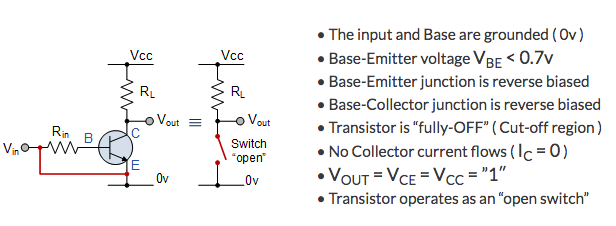 Vcc
Vcc
RL
RL
Vout
≡
Vout
Rin
B
C
Vin
Switch
"open"
E
0v
0v
• The input and Base are grounded ( 0v )
• Base-Emitter voltage VBE < 0.7v
• Base-Emitter junction is reverse biased
• Base-Collector junction is reverse biased
• Transistor is "fully-OFF" ( Cut-off region )
• No Collector current flows ( IC = 0 )
• VOUT = VCE = VCC = "1"
• Transistor operates as an "open switch"